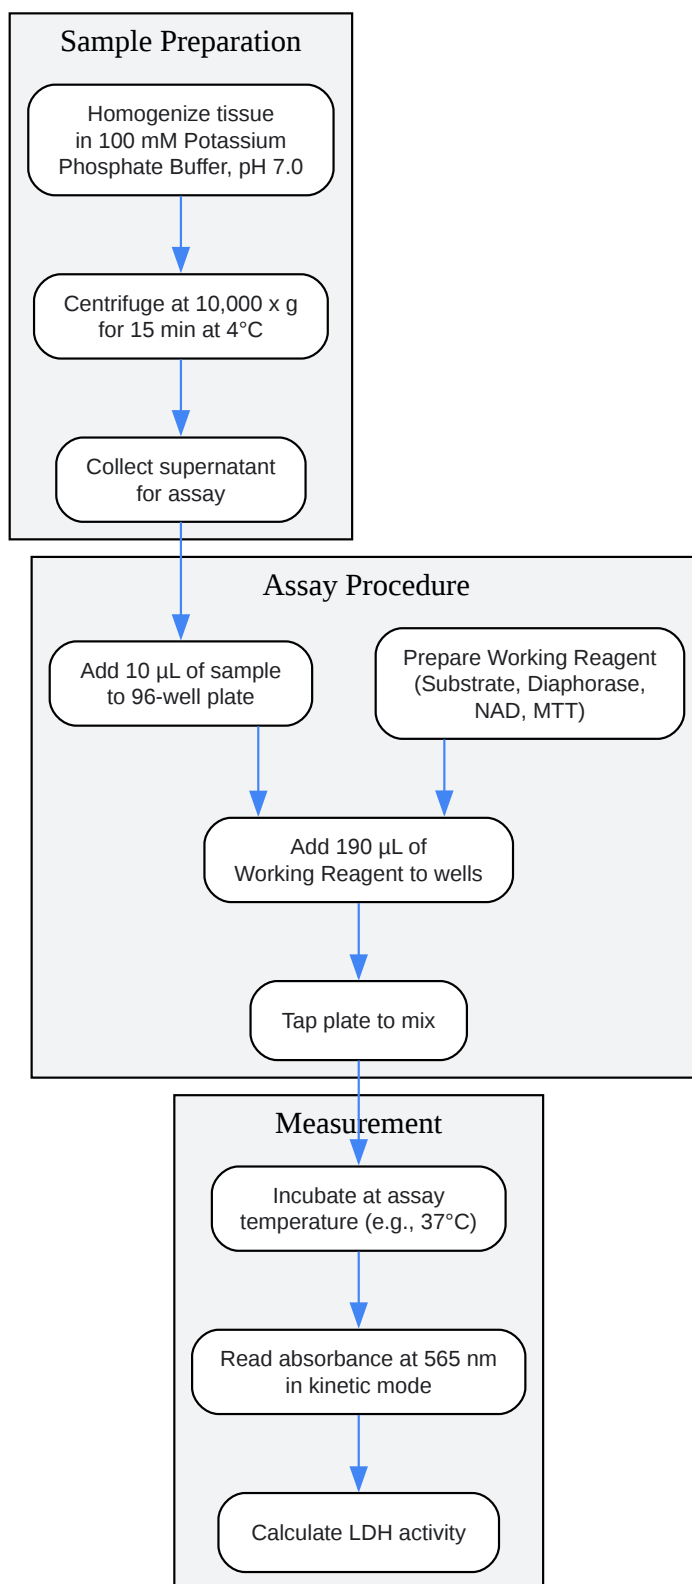 Sample Preparation
Homogenize tissue
in 100 mM Potassium
Phosphate Buffer, pH 7.0
Centrifuge at 10,000 x g
for 15 min at 4°C
Collect supernatant
for assay
Assay Procedure
Add 10 µL of sample
to 96-well plate
Prepare Working Reagent
(Substrate, Diaphorase,
NAD, MTT)
Add 190 µL of
Working Reagent to wells
Tap plate to mix
Measurement
Incubate at assay
temperature (e.g., 37°C)
Read absorbance at 565 nm
in kinetic mode
Calculate LDH activity